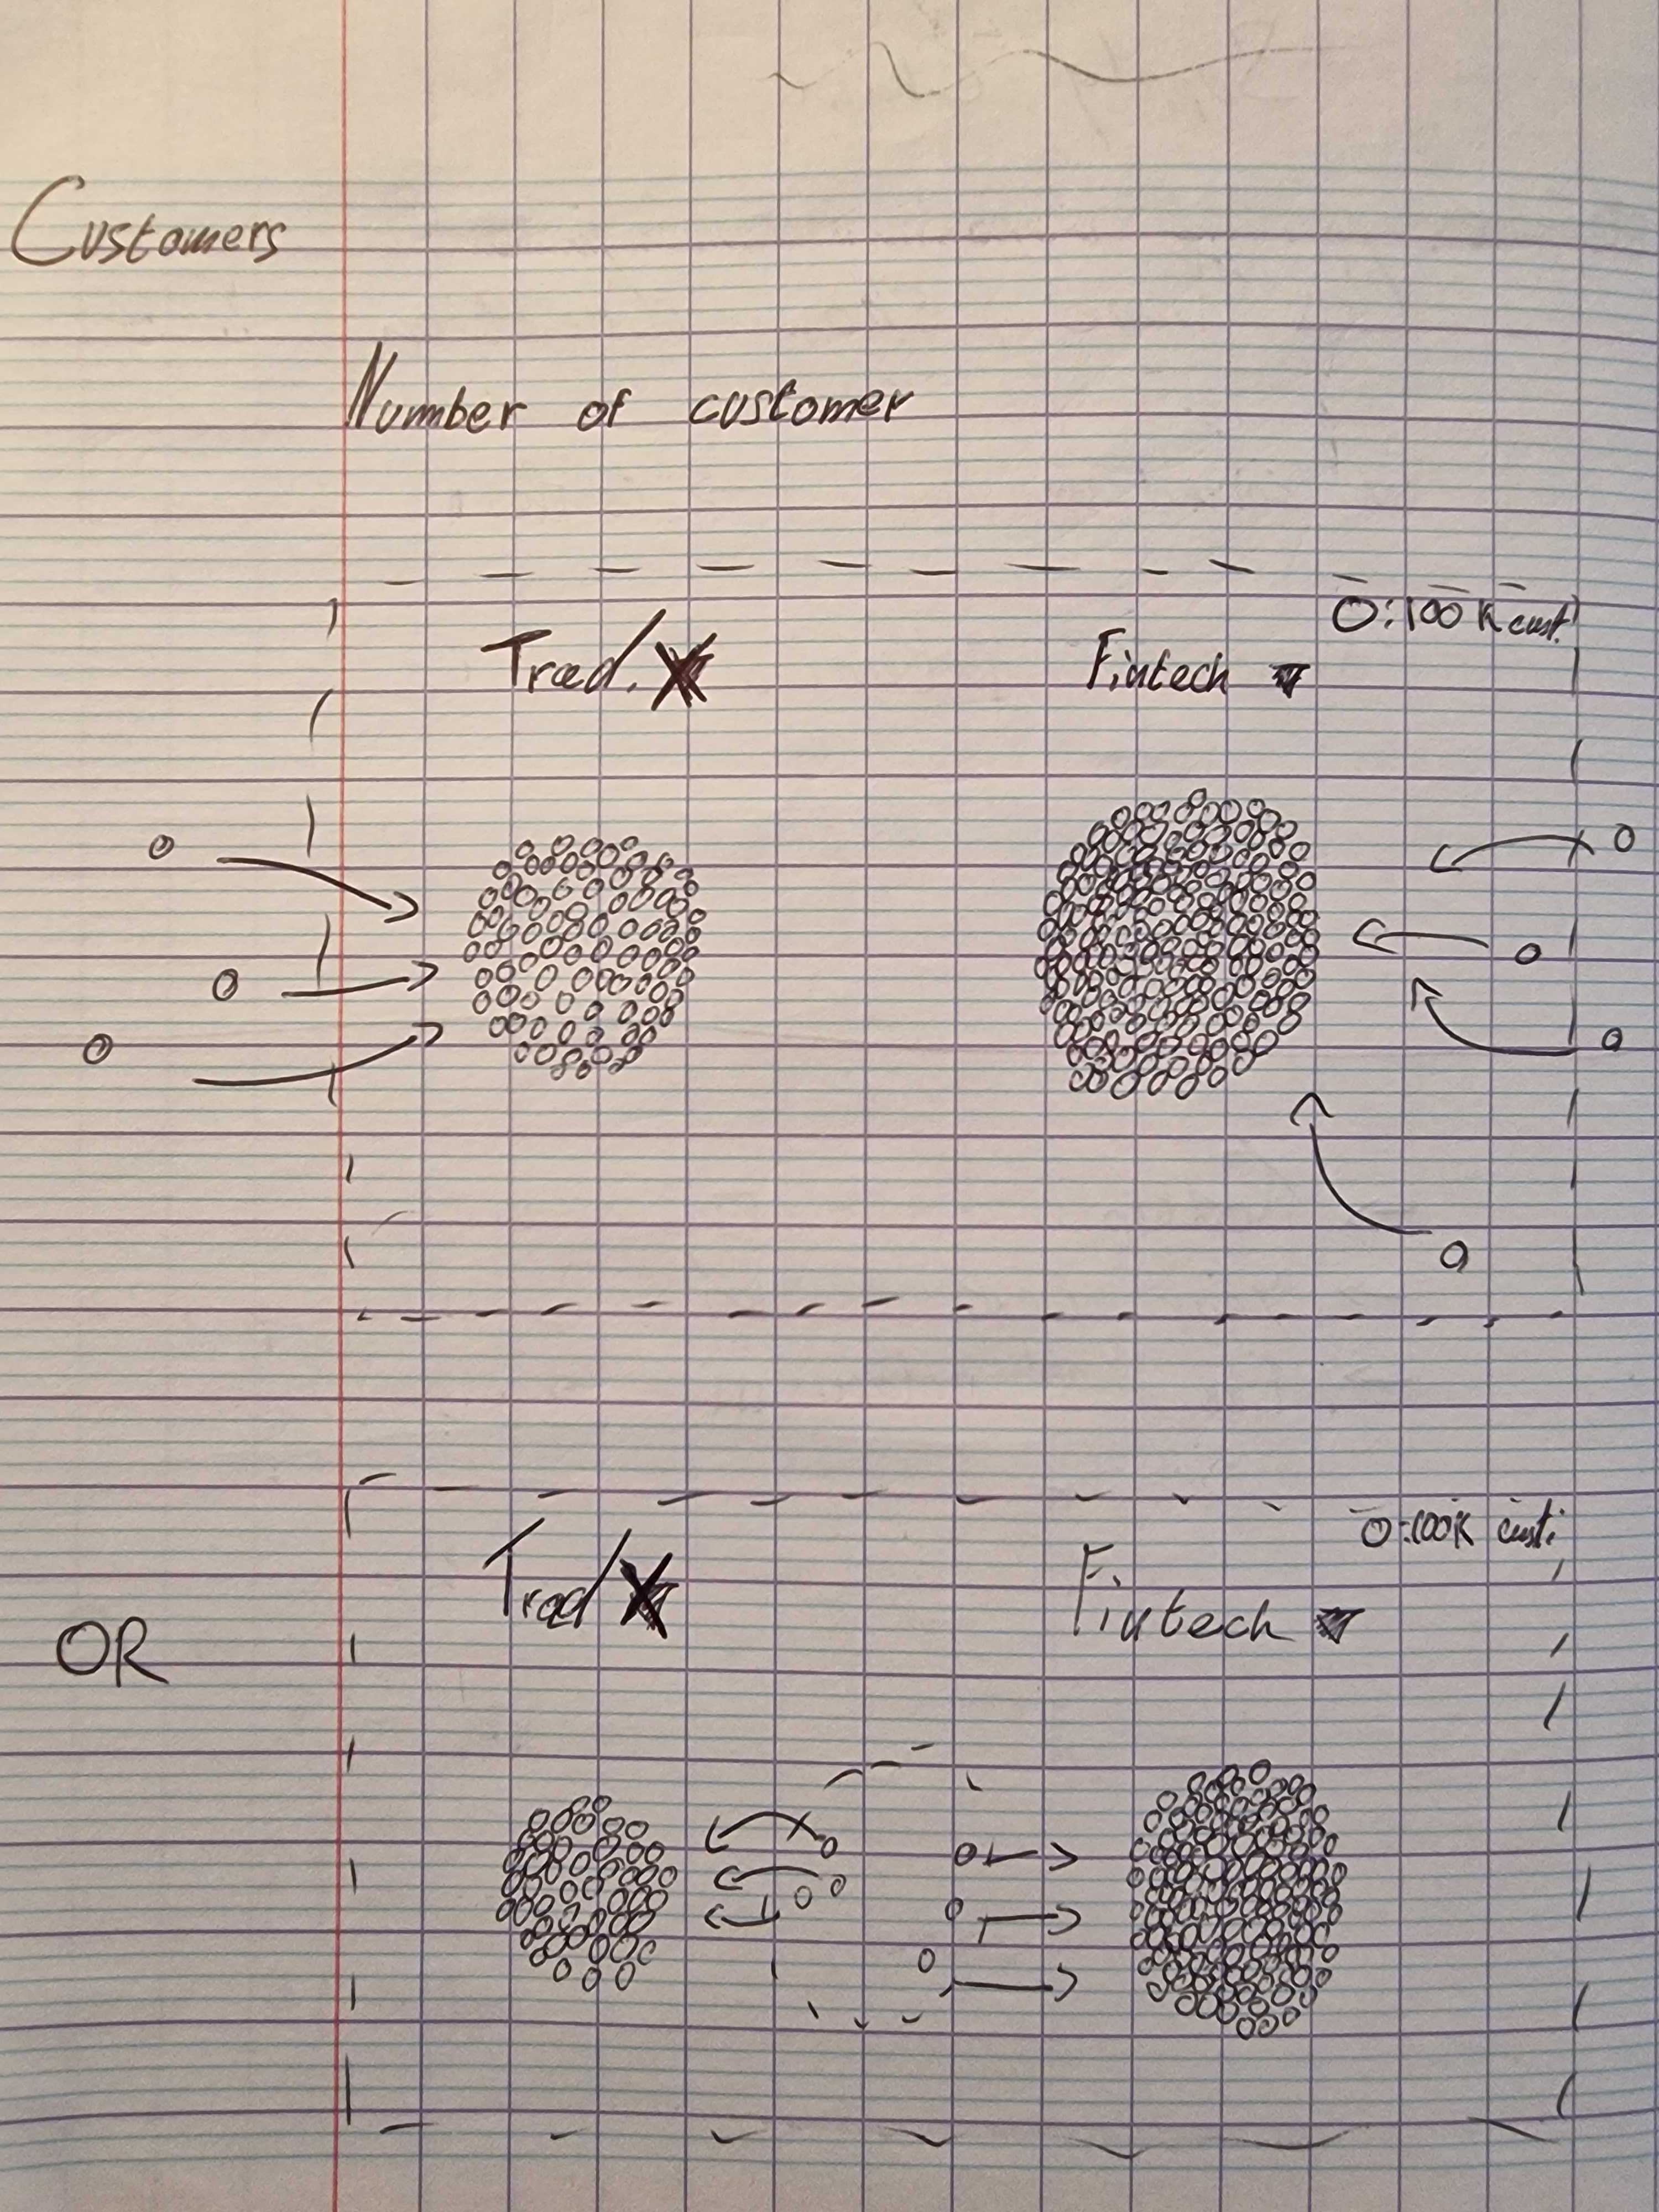 Customers
Number of customer
O: 100 K cust.
Trad. Fintech
O: 100K cust.
Trad Fintech
OR